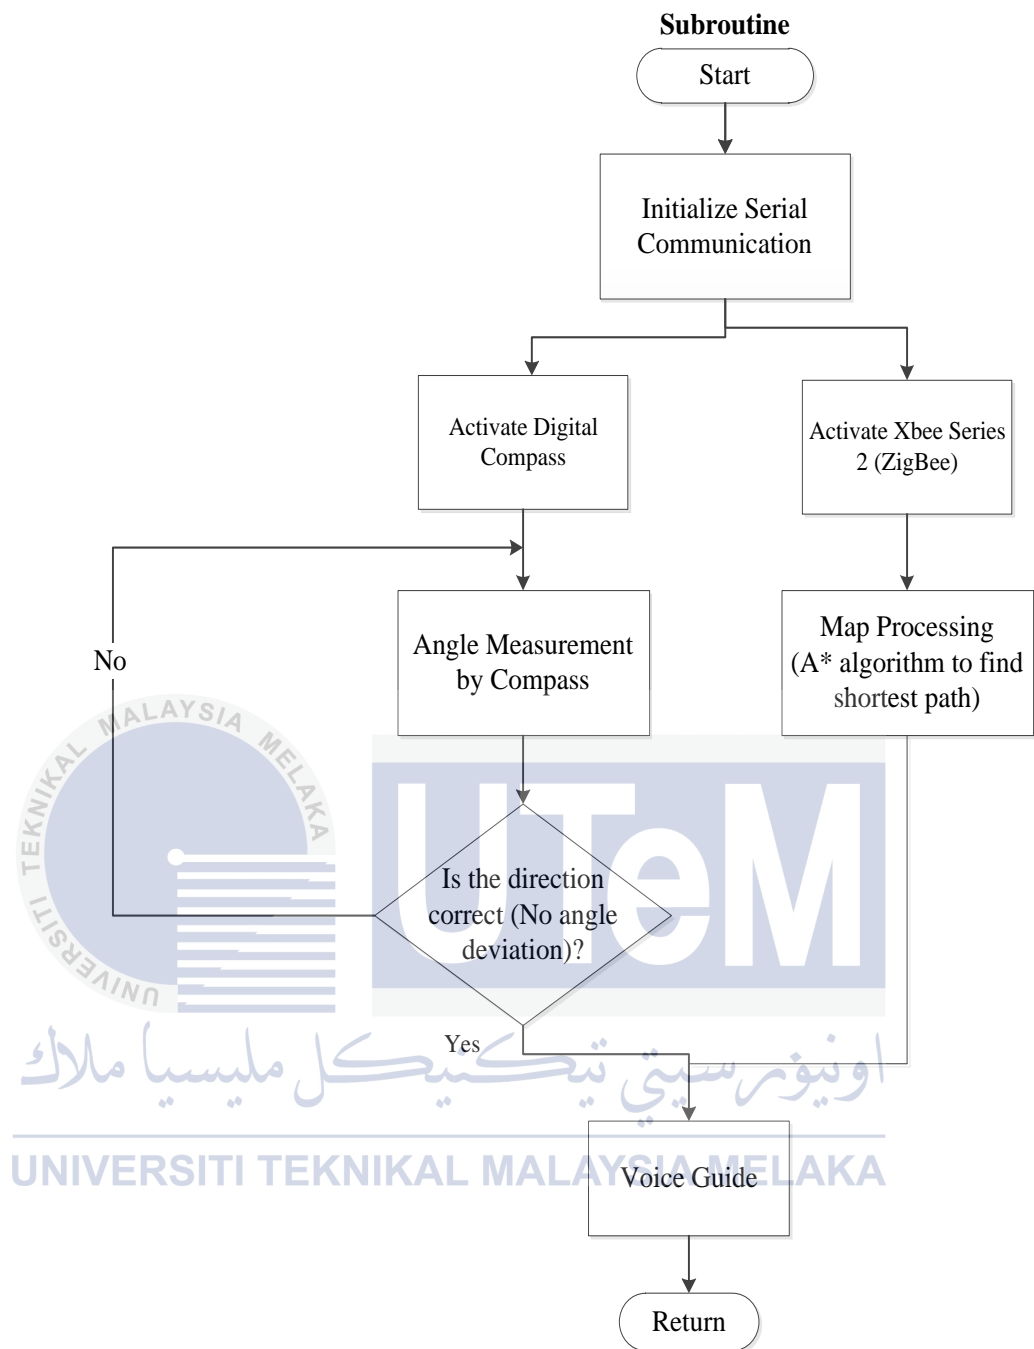 Subroutine
Start
Initialize Serial
Communication
Activate Digital
Compass
Activate Xbee Series
2 (ZigBee)
Angle Measurement
by Compass
Map Processing
(A* algorithm to find
shortest path)
No
Is the direction
correct (No angle
deviation)?
Yes
Voice Guide
Return
UNIVERSITI TEKNIKAL MALAYSIA MELAKA
UTeM
اونيۏرسيتي تيكنيكل مليسيا ملاك
UNIVERSITI TEKNIKAL MALAYSIA MELAKA